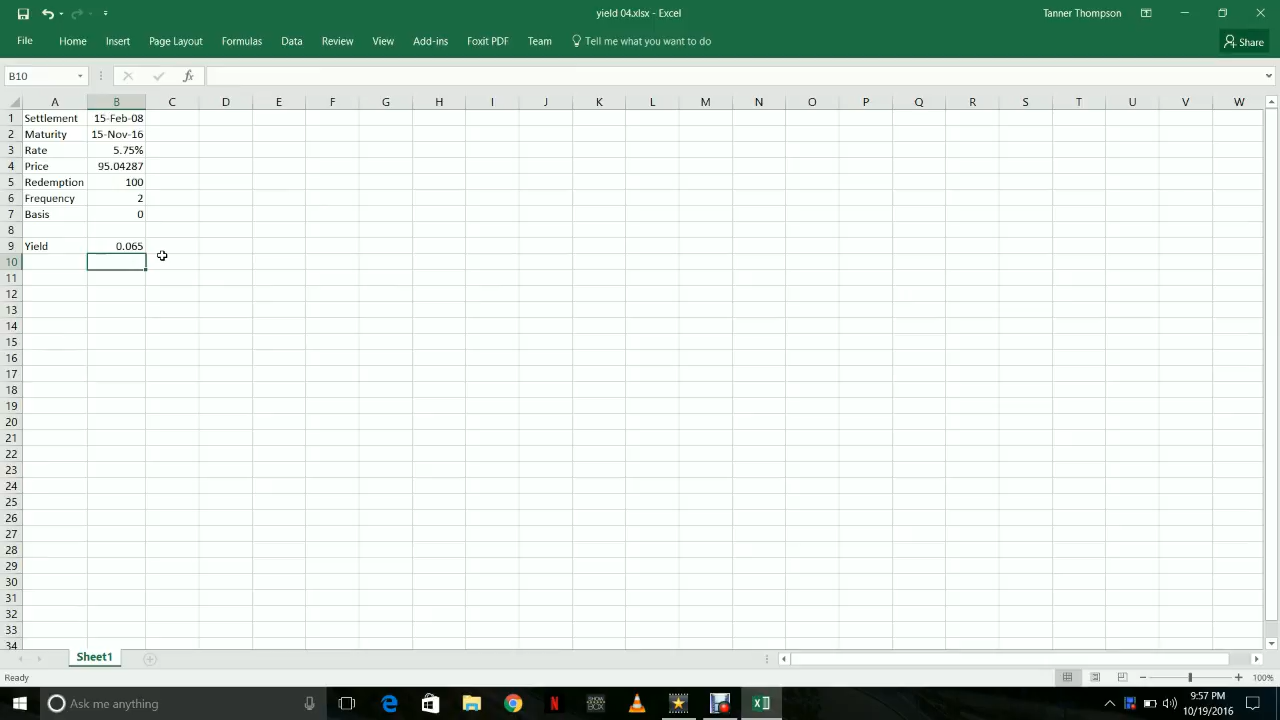 yield 04.xlsx - Excel
Tanner Thompson
File Home Insert Page Layout Formulas Data Review View Add-ins Foxit PDF Team Tell me what you want to do Share
B10 fx
A B C D E F G H I J K L M N O P Q R S T U V W
1 Settlement 15-Feb-08
2 Maturity 15-Nov-16
3 Rate 5.75%
4 Price 95.04287
5 Redemption 100
6 Frequency 2
7 Basis 0
8
9 Yield 0.065
10
11
12
13
14
15
16
17
18
19
20
21
22
23
24
25
26
27
28
29
30
31
32
33
34
Sheet1
Ready 100%
Ask me anything
9:57 PM
10/19/2016